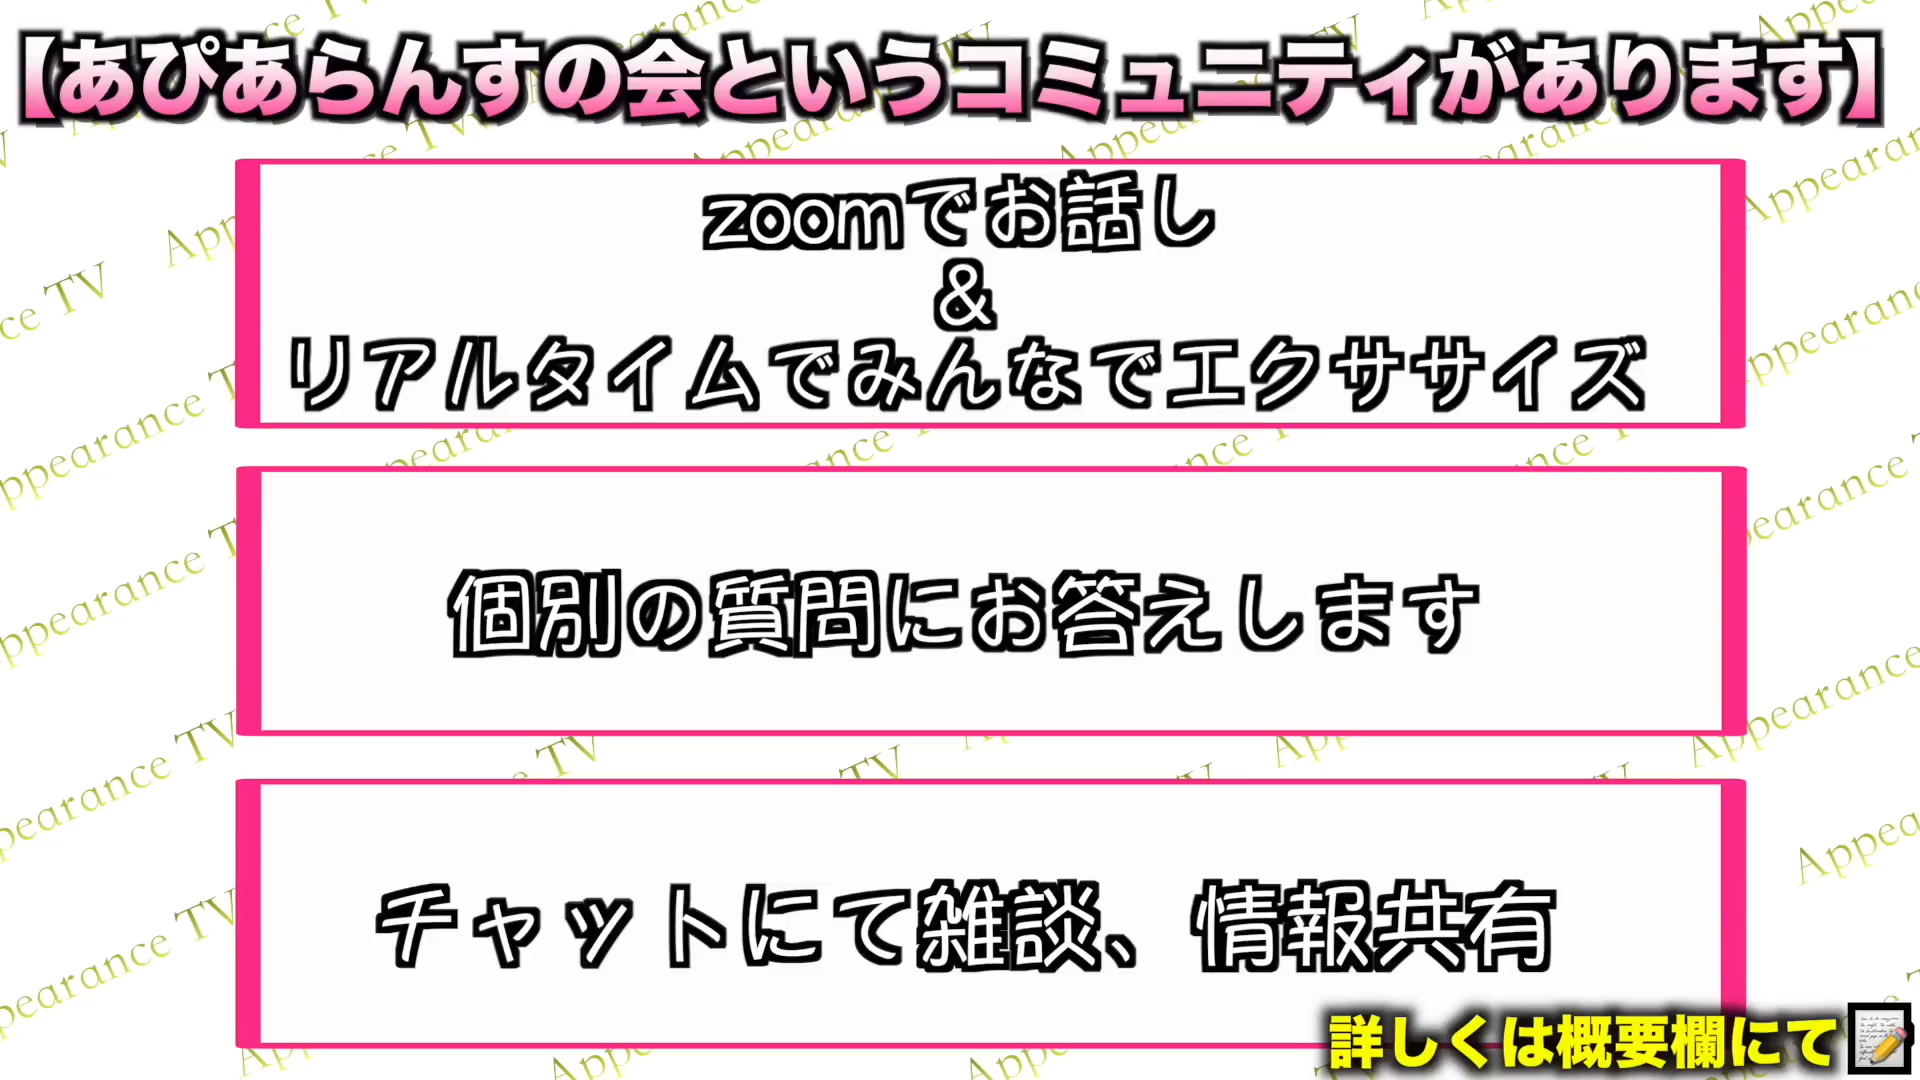 【あぴあらんすの会というコミュニティがあります】
zoomでお話し
&
リアルタイムでみんなでエクササイズ
個別の質問にお答えします
チャットにて雑談、情報共有
詳しくは概要欄にて
Appearance TV